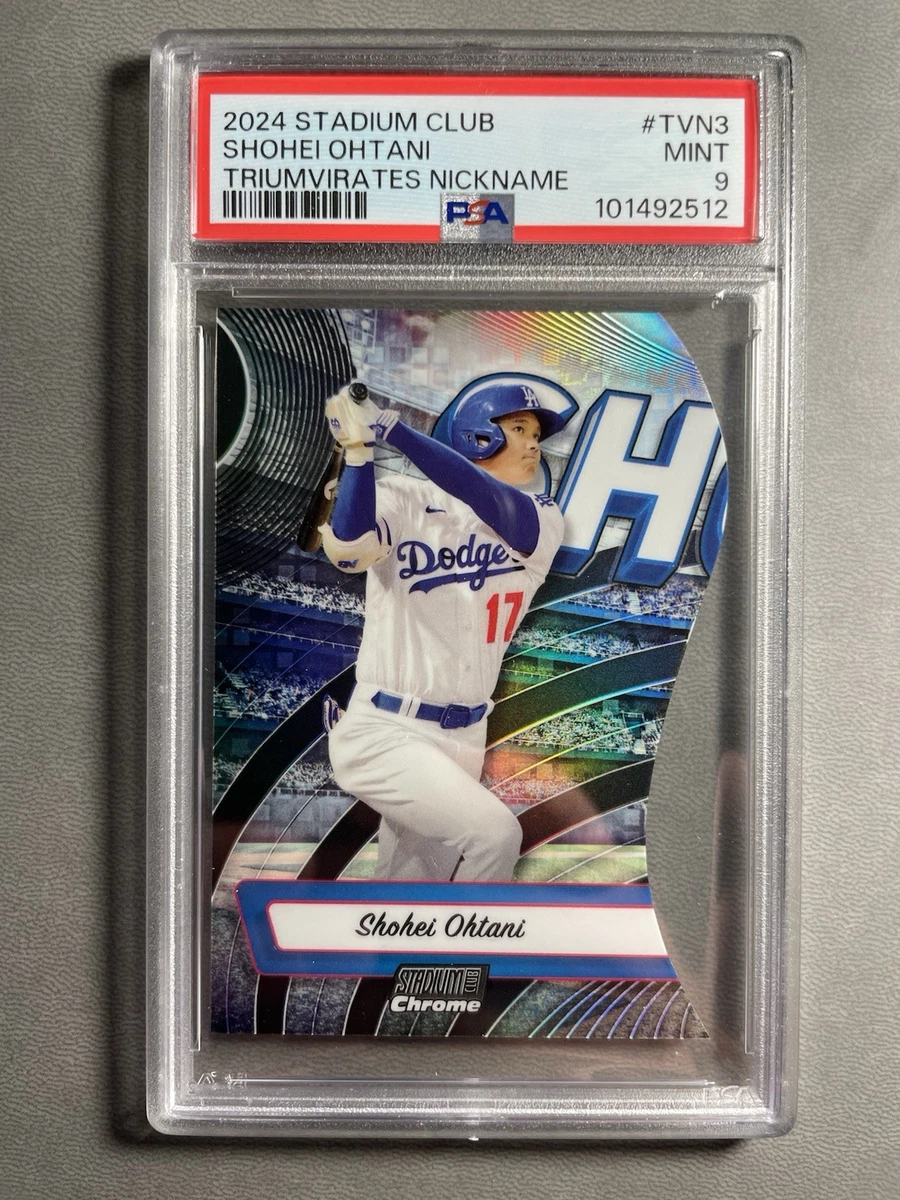 2024 STADIUM CLUB #TVN3
SHOHEI OHTANI MINT
TRIUMVIRATES NICKNAME 9
PSA 101492512
LA
SHO
Dodge
17
Shohei Ohtani
STADIUM CLUB
Chrome